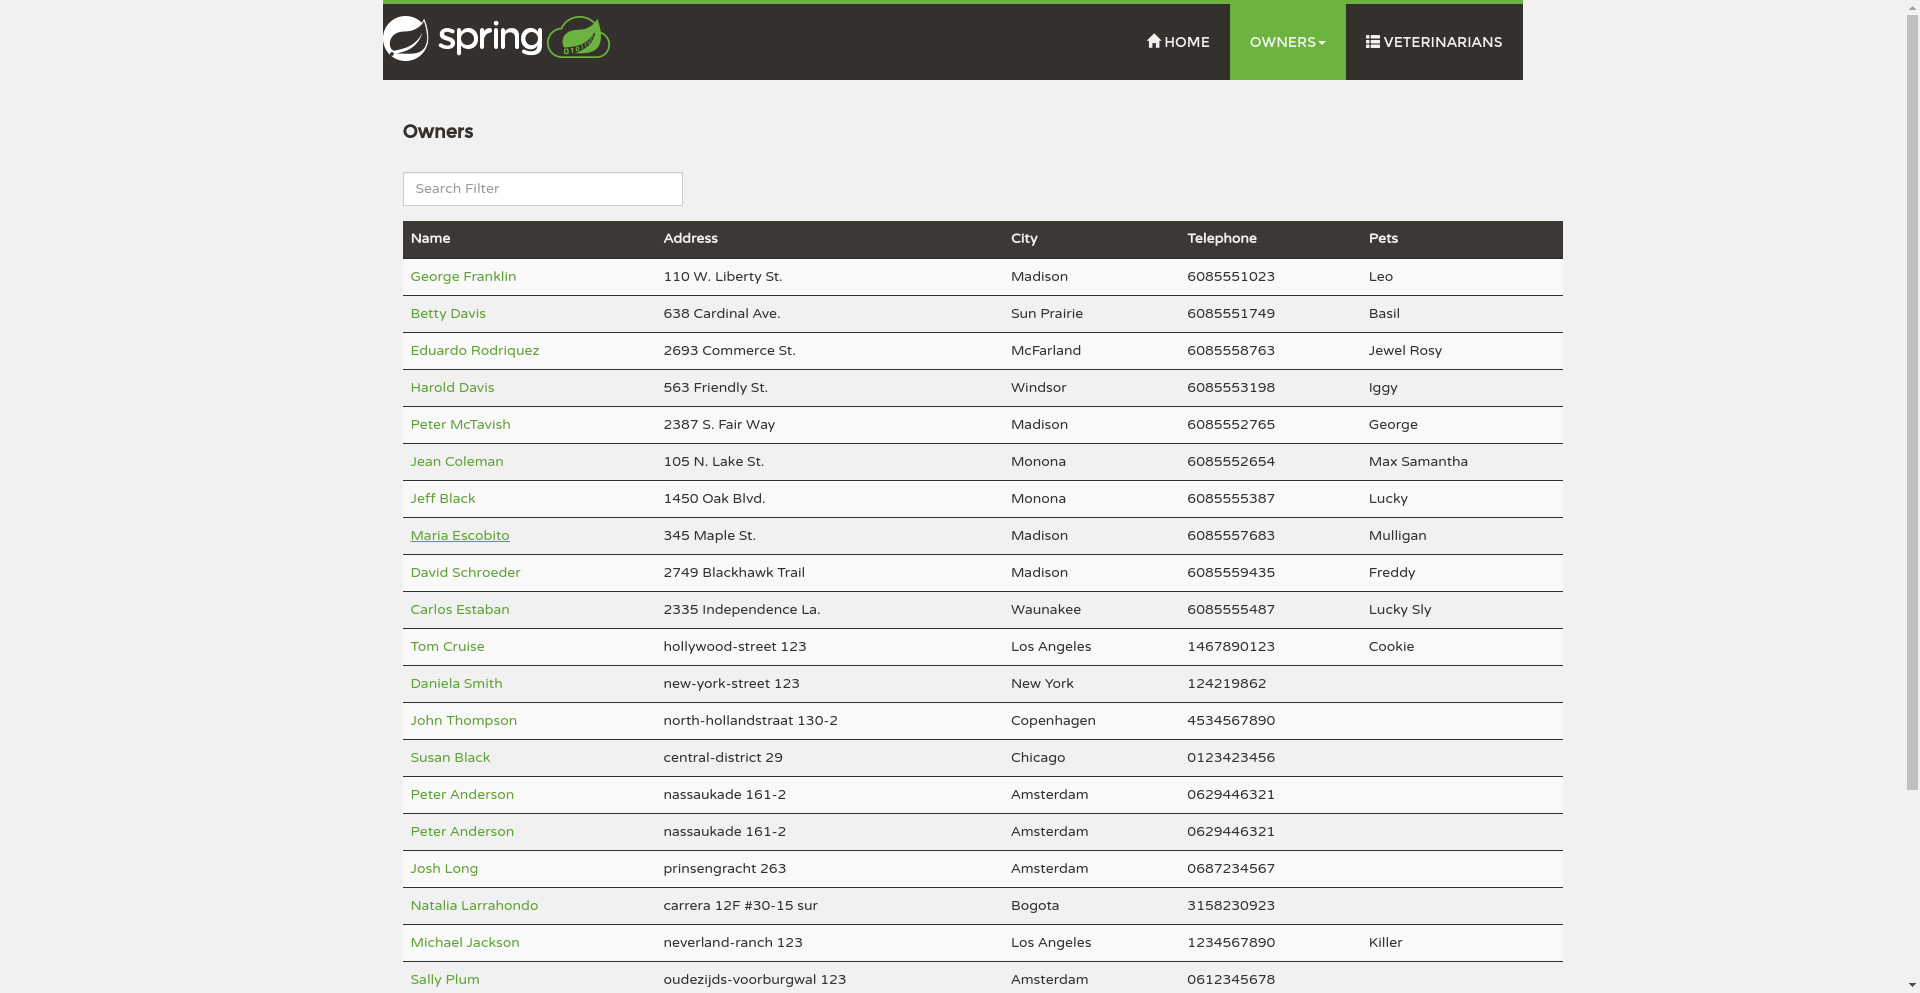 spring
HOME
OWNERS
VETERINARIANS
Owners
Search Filter
Name Address City Telephone Pets
George Franklin 110 W. Liberty St. Madison 6085551023 Leo
Betty Davis 638 Cardinal Ave. Sun Prairie 6085551749 Basil
Eduardo Rodriquez 2693 Commerce St. McFarland 6085558763 Jewel Rosy
Harold Davis 563 Friendly St. Windsor 6085553198 Iggy
Peter McTavish 2387 S. Fair Way Madison 6085552765 George
Jean Coleman 105 N. Lake St. Monona 6085552654 Max Samantha
Jeff Black 1450 Oak Blvd. Monona 6085555387 Lucky
Maria Escobito 345 Maple St. Madison 6085557683 Mulligan
David Schroeder 2749 Blackhawk Trail Madison 6085559435 Freddy
Carlos Estaban 2335 Independence La. Waunakee 6085555487 Lucky Sly
Tom Cruise hollywood-street 123 Los Angeles 1467890123 Cookie
Daniela Smith new-york-street 123 New York 124219862
John Thompson north-hollandstraat 130-2 Copenhagen 4534567890
Susan Black central-district 29 Chicago 0123423456
Peter Anderson nassaukade 161-2 Amsterdam 0629446321
Peter Anderson nassaukade 161-2 Amsterdam 0629446321
Josh Long prinsengracht 263 Amsterdam 0687234567
Natalia Larrahondo carrera 12F #30-15 sur Bogota 3158230923
Michael Jackson neverland-ranch 123 Los Angeles 1234567890 Killer
Sally Plum oudezijds-voorburgwal 123 Amsterdam 0612345678